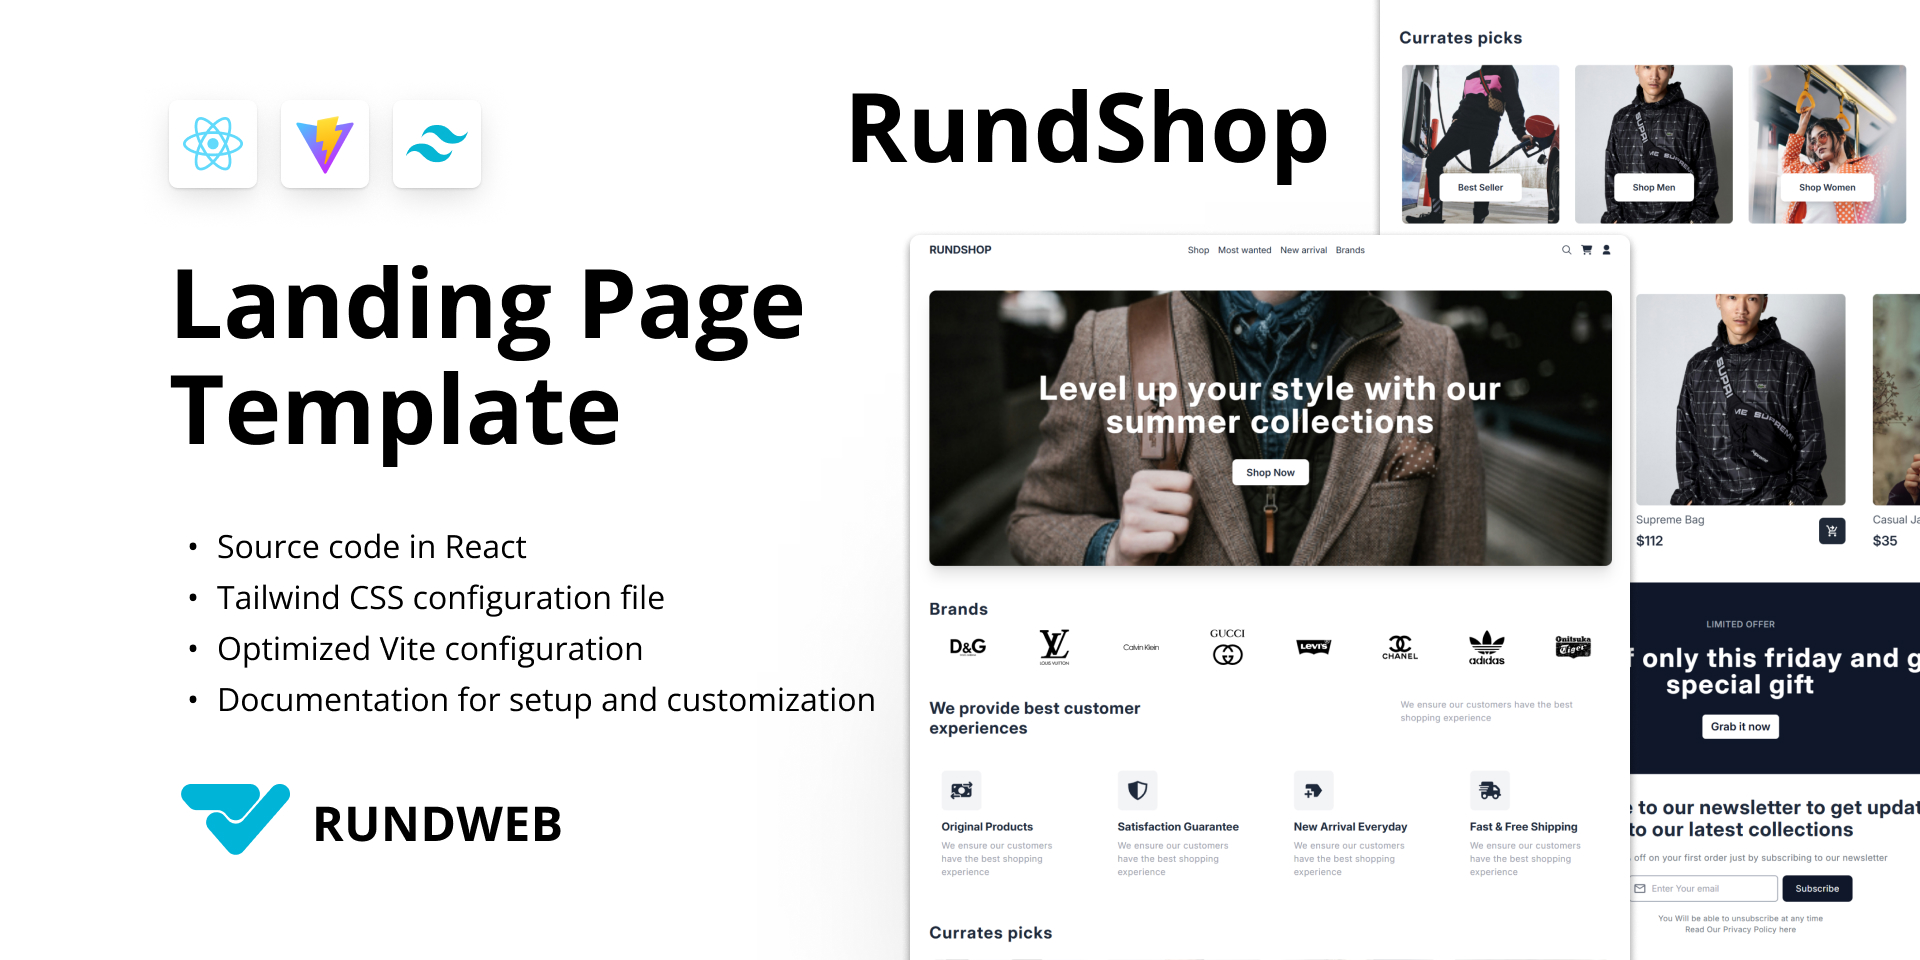 RundShop
Landing Page
Template
• Source code in React
• Tailwind CSS configuration file
• Optimized Vite configuration
• Documentation for setup and customization
RUNDWEB
RUNDSHOP
Shop Most wanted New arrival Brands
Level up your style with our
summer collections
Shop Now
Brands
D&G
LV
LOUIS VUITTON
Calvin Klein
GUCCI
LEVI'S
CHANEL
adidas
Onitsuka
Tiger
We provide best customer
experiences
We ensure our customers have the best
shopping experience
Original Products
We ensure our customers
have the best shopping
experience
Satisfaction Guarantee
We ensure our customers
have the best shopping
experience
New Arrival Everyday
We ensure our customers
have the best shopping
experience
Fast & Free Shipping
We ensure our customers
have the best shopping
experience
Currates picks
Currates picks
Best Seller
Shop Men
Shop Women
SUPRI
ME SUPREM
SUPRI
ME SUPREME
Supreme Bag
$112
Casual Ja
$35
LIMITED OFFER
f only this friday and g
special gift
Grab it now
e to our newsletter to get updat
to our latest collections
off on your first order just by subscribing to our newsletter
Enter Your email
Subscribe
You Will be able to unsubscribe at any time
Read Our Privacy Policy here